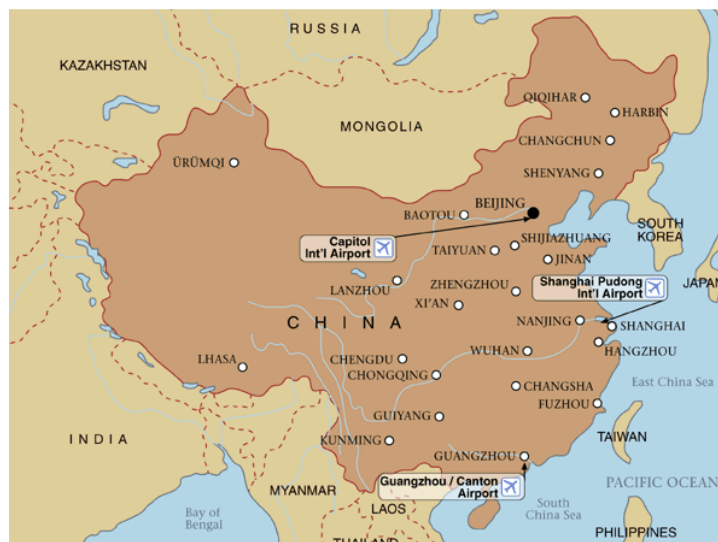 RUSSIA
KAZAKHSTAN
MONGOLIA
QIQIHAR
HARBIN
CHANGCHUN
ÜRÜMQI
SHENYANG
BEIJING
BAOTOU
SOUTH
KOREA
Capitol
Int'l Airport
TAIYUAN
SHIJIAZHUANG
JINAN
LANZHOU
ZHENGZHOU
Shanghai Pudong
Int'l Airport
JAPA
XI'AN
CHINA
NANJING
SHANGHAI
WUHAN
HANGZHOU
LHASA
CHENGDU
CHONGQING
CHANGSHA
East China Sea
FUZHOU
GUIYANG
INDIA
KUNMING
TAIWAN
GUANGZHOU
Guangzhou / Canton
Airport
PACIFIC OCEAN
MYANMAR
LAOS
South
China Sea
Bay of
Bengal
PHILIPPINES
THAILAND